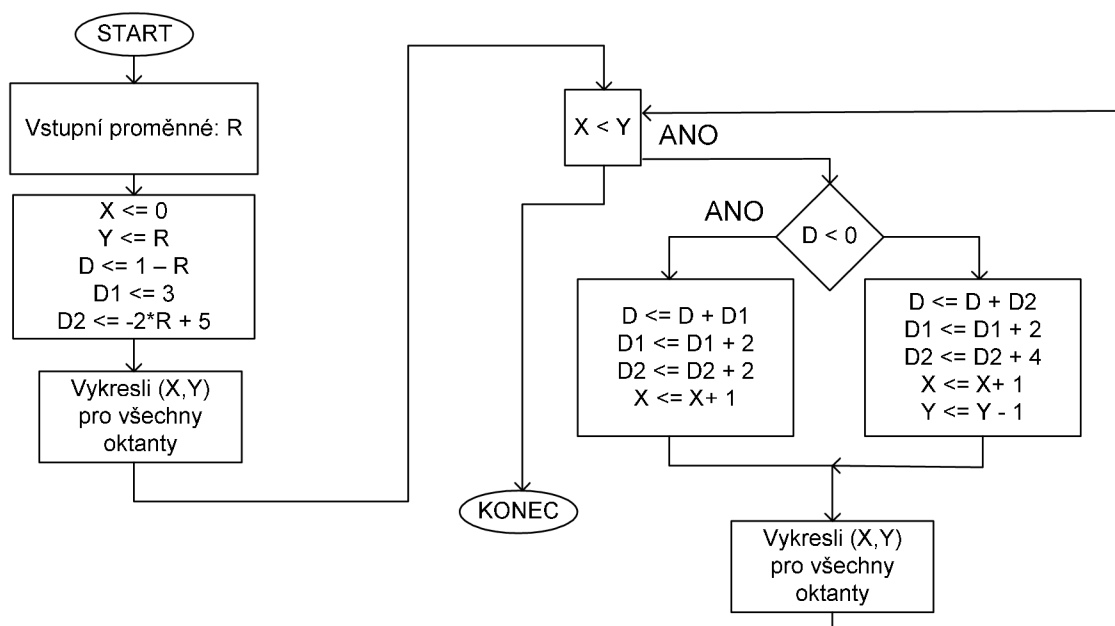 START
Vstupní proměnné: R
X <= 0
Y <= R
D <= 1 – R
D1 <= 3
D2 <= -2*R + 5
Vykresli (X,Y)
pro všechny
oktanty
X < Y
ANO
D < 0
ANO
D <= D + D1
D1 <= D1 + 2
D2 <= D2 + 2
X <= X+ 1
D <= D + D2
D1 <= D1 + 2
D2 <= D2 + 4
X <= X+ 1
Y <= Y - 1
KONEC
Vykresli (X,Y)
pro všechny
oktanty